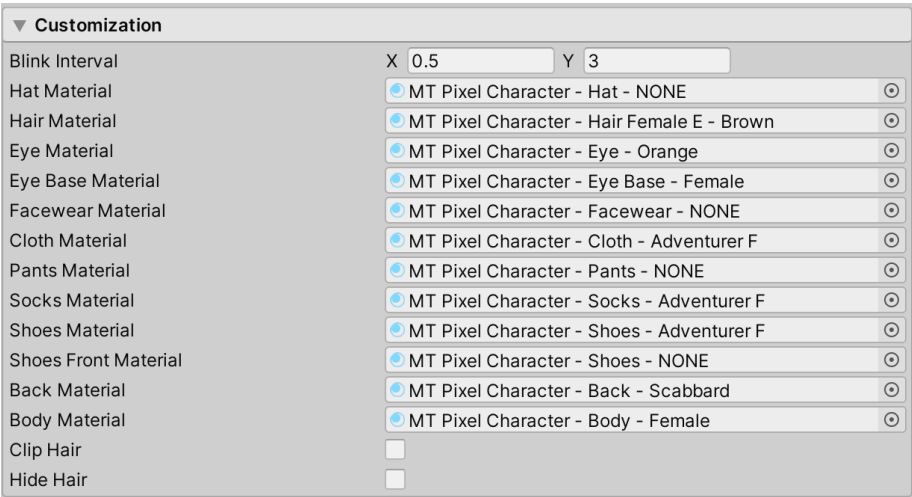 Customization
Blink Interval X 0.5 Y 3
Hat Material MT Pixel Character - Hat - NONE
Hair Material MT Pixel Character - Hair Female E - Brown
Eye Material MT Pixel Character - Eye - Orange
Eye Base Material MT Pixel Character - Eye Base - Female
Facewear Material MT Pixel Character - Facewear - NONE
Cloth Material MT Pixel Character - Cloth - Adventurer F
Pants Material MT Pixel Character - Pants - NONE
Socks Material MT Pixel Character - Socks - Adventurer F
Shoes Material MT Pixel Character - Shoes - Adventurer F
Shoes Front Material MT Pixel Character - Shoes - NONE
Back Material MT Pixel Character - Back - Scabbard
Body Material MT Pixel Character - Body - Female
Clip Hair
Hide Hair